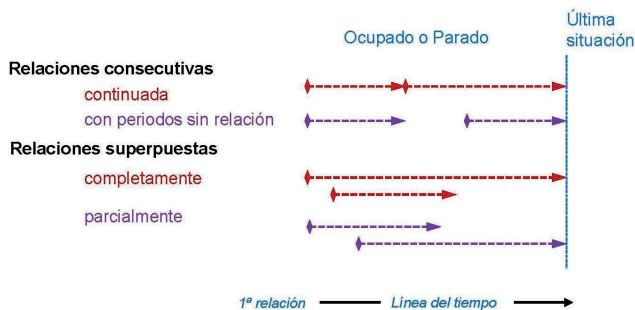 Última
situación
Ocupado o Parado
Relaciones consecutivas
continuada
con periodos sin relación
Relaciones superpuestas
completamente
parcialmente
1ª relación
Línea del tiempo